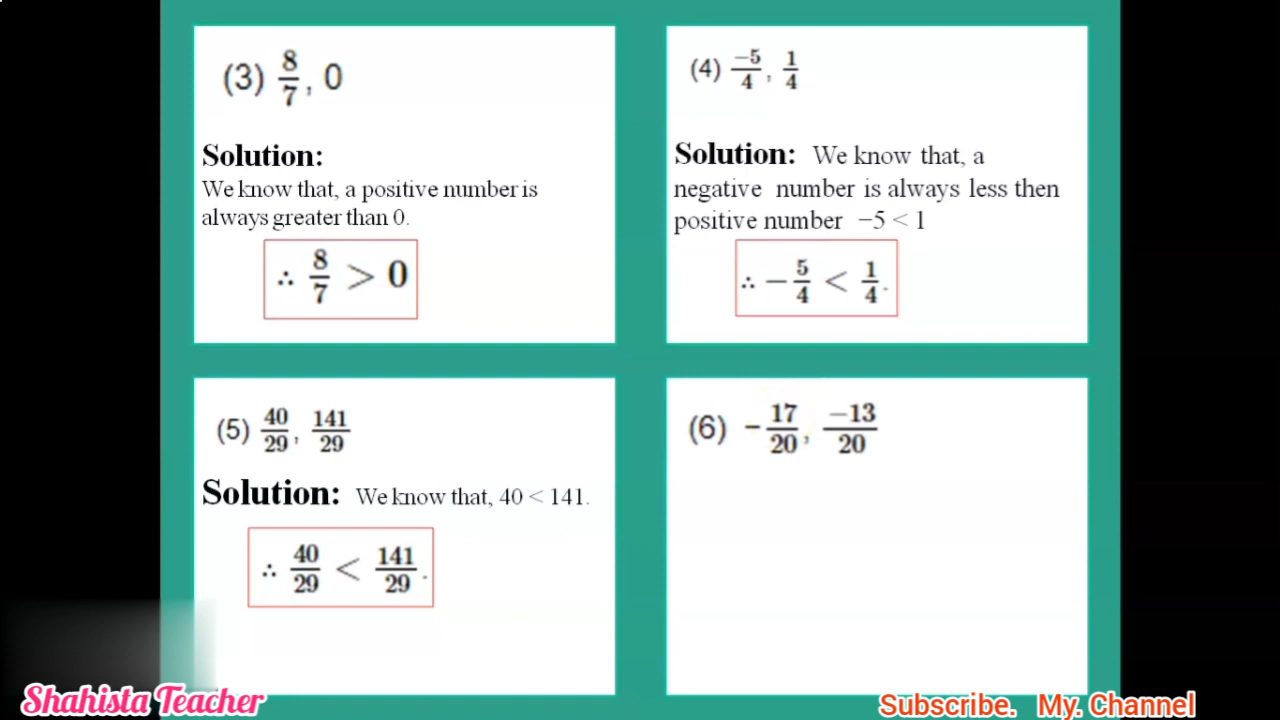 (3) 8/7, 0
Solution:
We know that, a positive number is
always greater than 0.
∴ 8/7 > 0
(4) −5/4, 1/4
Solution: We know that, a
negative number is always less then
positive number −5 < 1
∴ −5/4 < 1/4.
(5) 40/29, 141/29
Solution: We know that, 40 < 141.
∴ 40/29 < 141/29.
(6) −17/20, −13/20
Shahista Teacher
Subscribe. My. Channel